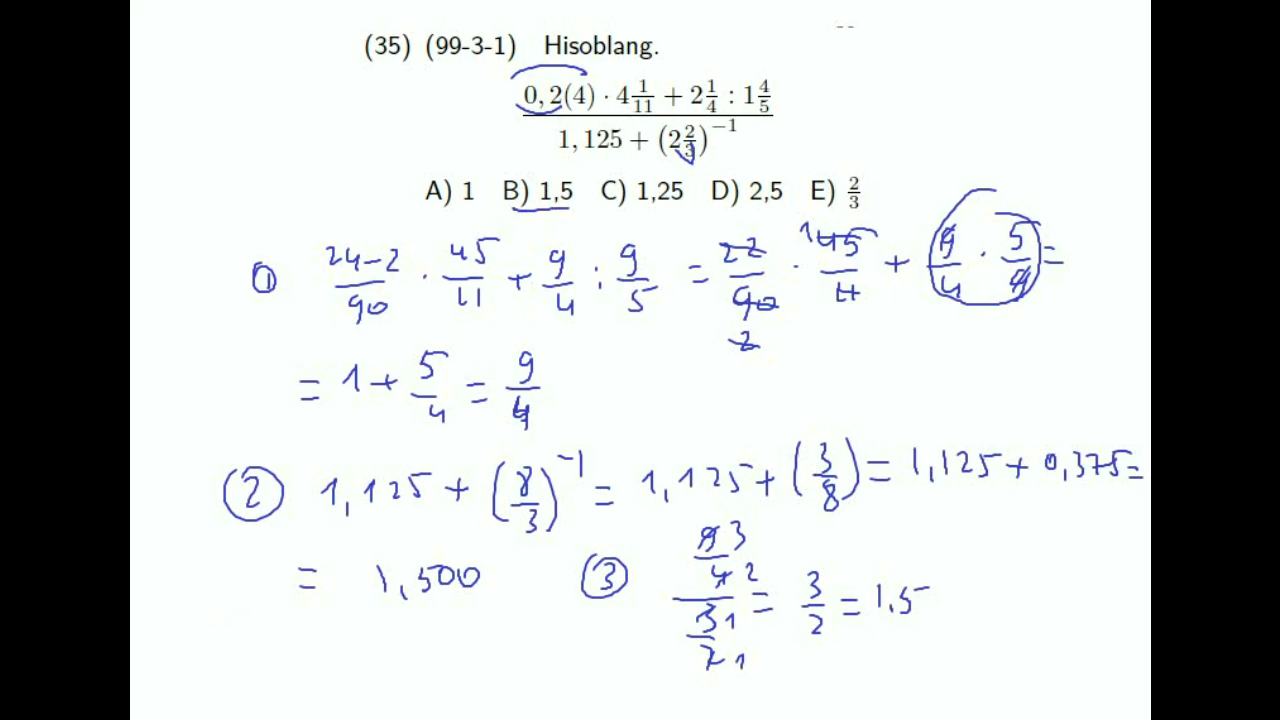 (35) (99-3-1) Hisoblang.
0,2(4) · 4 1/11 + 2 1/4 : 1 4/5
1,125 + (2 2/3)^−1
A) 1 B) 1,5 C) 1,25 D) 2,5 E) 2/3
① 24−2/90 · 45/11 + 9/4 : 9/5 = 22/90 · 45/11 + (9/4 · 5/9) =
2
= 1 + 5/4 = 9/4
② 1,125 + (8/3)^−1 = 1,125 + (3/8) = 1,125 + 0,375 =
= 1,500 ③ 9/4 / 3/2 = 3/2 = 1.5